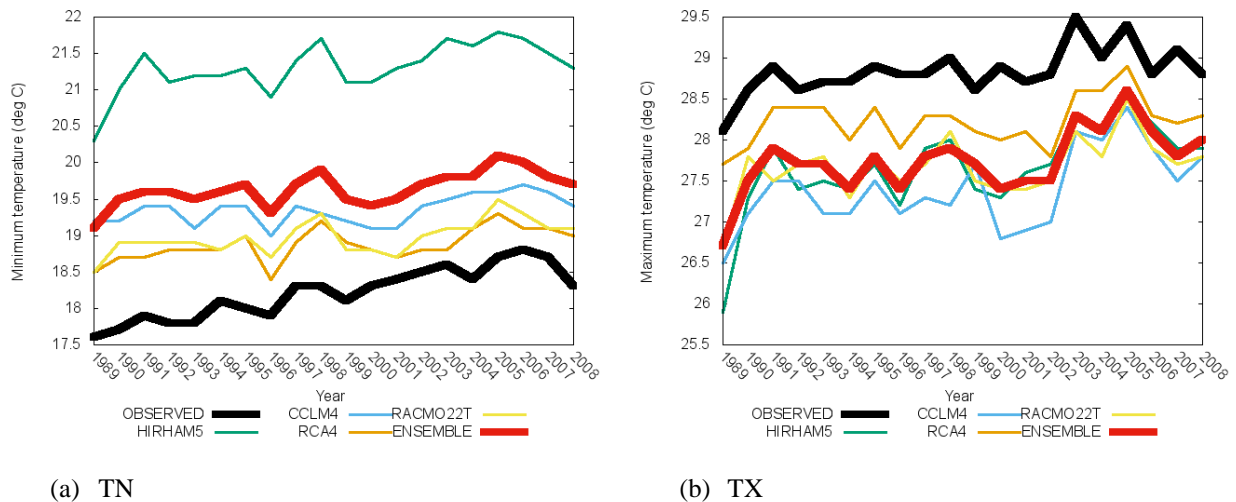 22
21.5
21
20.5
20
19.5
19
18.5
18
17.5
Minimum temperature (deg C)
1989 1990 1991 1992 1993 1994 1995 1996 1997 1998 1999 2000 2001 2002 2003 2004 2005 2006 2007 2008
Year
OBSERVED CCLM4 RACMO22T
HIRHAM5 RCA4 ENSEMBLE
(a) TN
29.5
29
28.5
28
27.5
27
26.5
26
25.5
Maximum temperature (deg C)
1989 1990 1991 1992 1993 1994 1995 1996 1997 1998 1999 2000 2001 2002 2003 2004 2005 2006 2007 2008
Year
OBSERVED CCLM4 RACMO22T
HIRHAM5 RCA4 ENSEMBLE
(b) TX